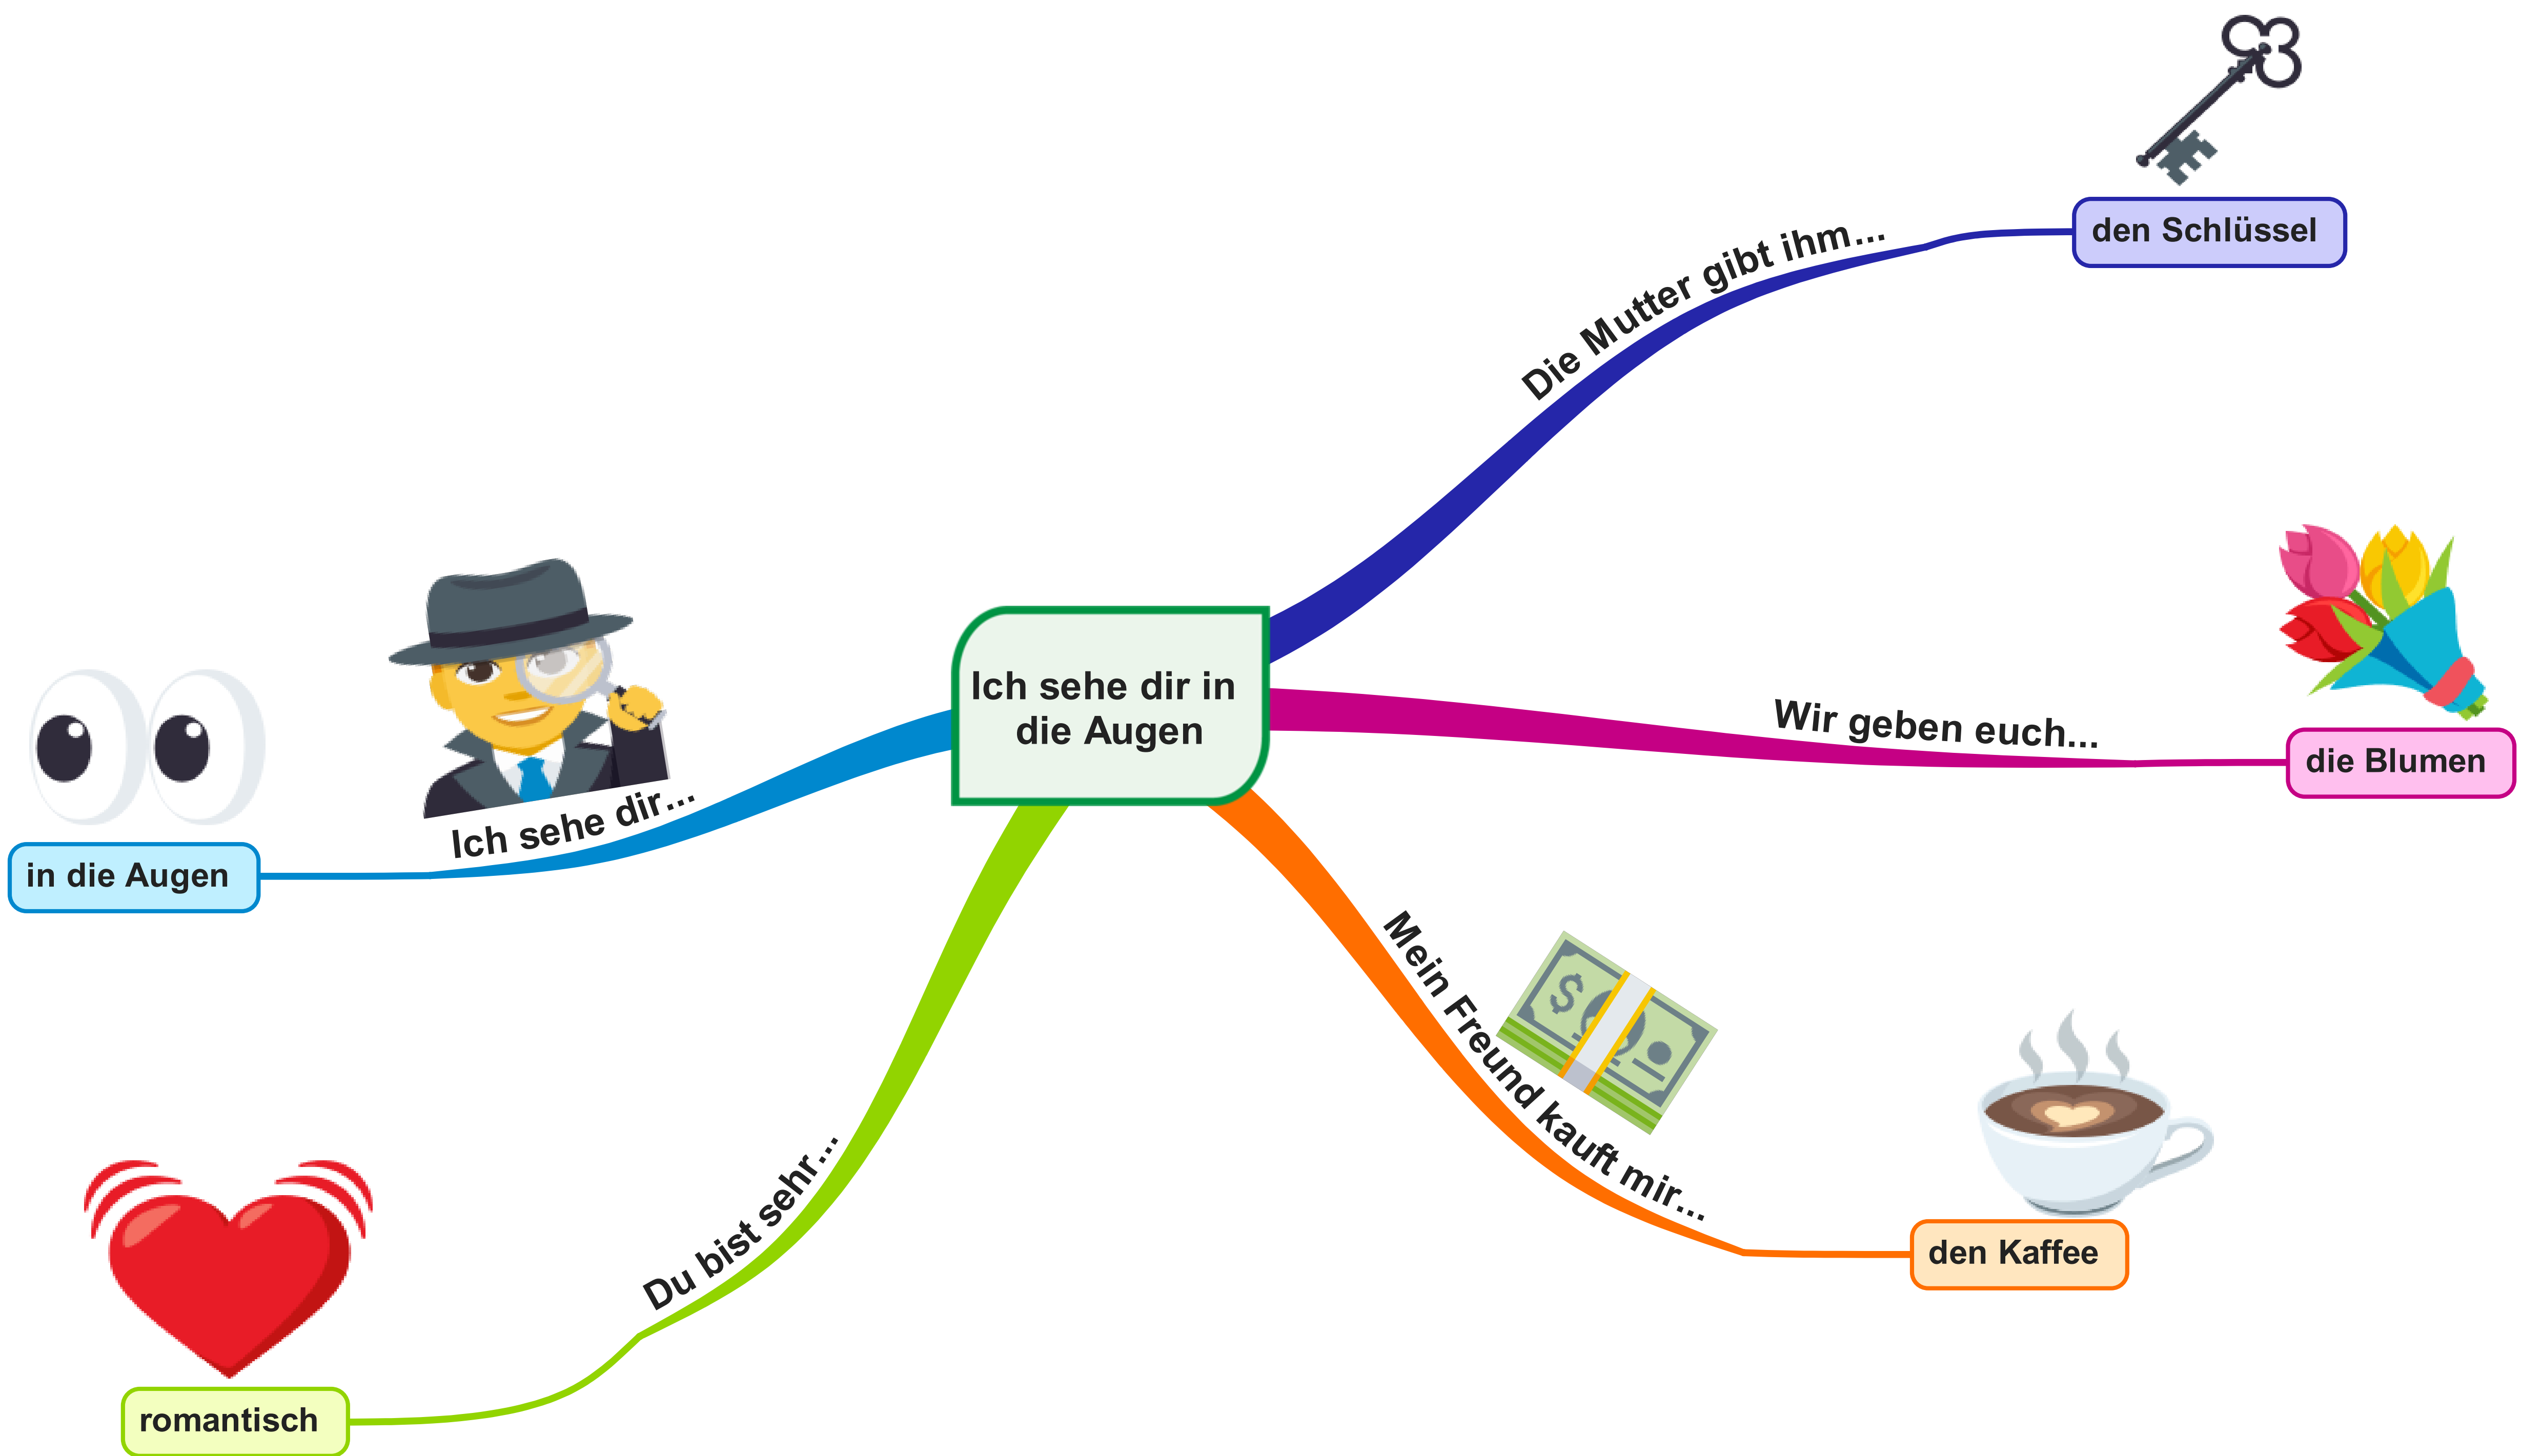 Ich sehe dir in
die Augen
Die Mutter gibt ihm...
den Schlüssel
Wir geben euch...
die Blumen
Mein Freund kauft mir...
den Kaffee
Du bist sehr...
romantisch
Ich sehe dir...
in die Augen
$